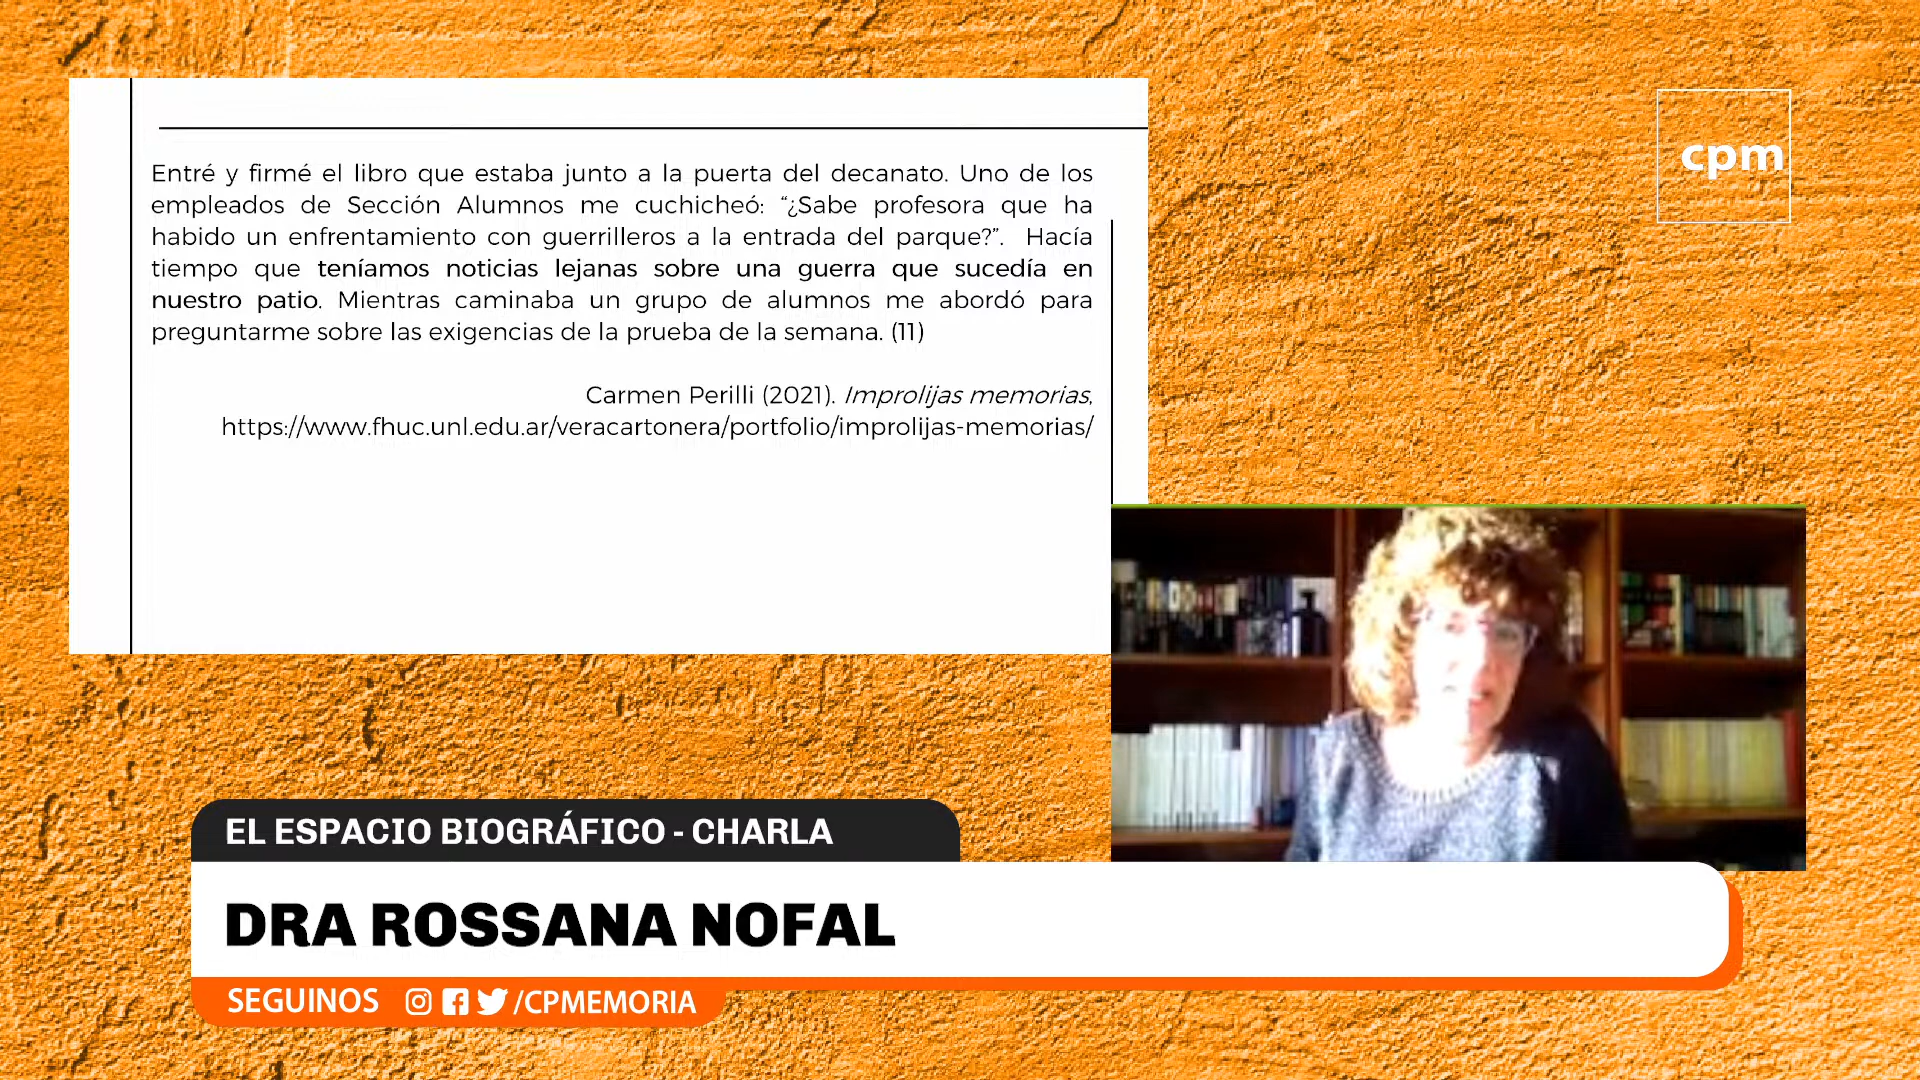 Entré y firmé el libro que estaba junto a la puerta del decanato. Uno de los
empleados de Sección Alumnos me cuchicheó: “¿Sabe profesora que ha
habido un enfrentamiento con guerrilleros a la entrada del parque?”. Hacía
tiempo que teníamos noticias lejanas sobre una guerra que sucedía en
nuestro patio. Mientras caminaba un grupo de alumnos me abordó para
preguntarme sobre las exigencias de la prueba de la semana. (11)
Carmen Perilli (2021). Improlijas memorias,
https://www.fhuc.unl.edu.ar/veracartonera/portfolio/improlijas-memorias/
cpm
EL ESPACIO BIOGRÁFICO - CHARLA
DRA ROSSANA NOFAL
SEGUINOS /CPMEMORIA